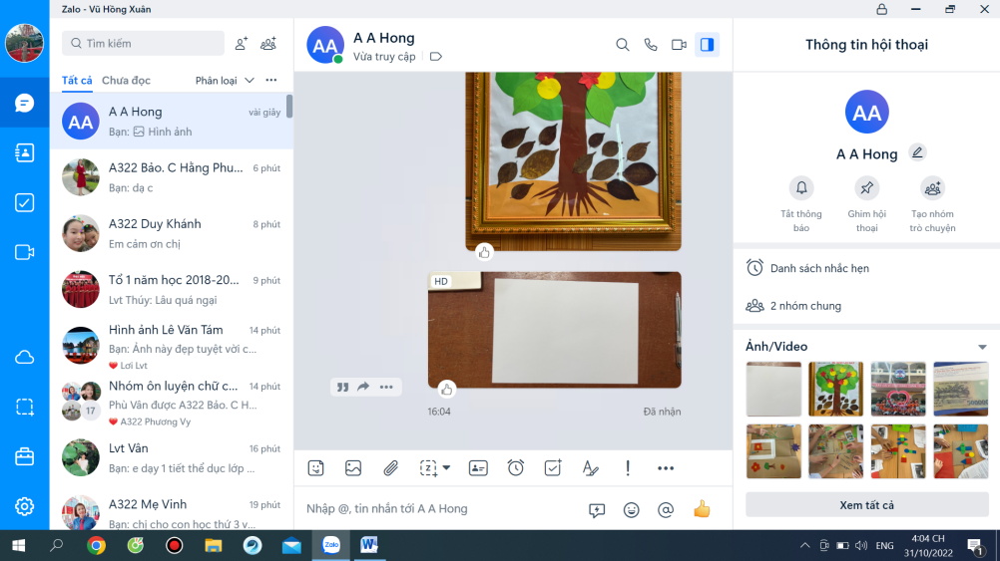 Zalo - Vũ Hồng Xuân
Tìm kiếm
Tất cả Chưa đọc Phân loại
A A Hong vài giây
Bạn: Hình ảnh
A322 Bảo. C Hằng Phu... 6 phút
Bạn: dạ c
A322 Duy Khánh 8 phút
Em cảm ơn chị
Tổ 1 năm học 2018-20... 9 phút
Lvt Thúy: Lâu quá ngại
Hình ảnh Lê Văn Tám 14 phút
Bạn: Ảnh này đẹp tuyệt vời c...
Lơi Lvt
Nhóm ôn luyện chữ c... 14 phút
Phù Vân được A322 Bảo. C H...
A322 Phương Vy
17
Lvt Vân 16 phút
Bạn: e dạy 1 tiết thể dục lớp ...
A322 Mẹ Vinh 19 phút
Bạn: chị cho con học thứ 3 v...
AA
A A Hong
Vừa truy cập
HD
16:04 Đã nhận
Nhập @, tin nhắn tới A A Hong
Thông tin hội thoại
AA
A A Hong
Tắt thông báo
Ghim hội thoại
Tạo nhóm trò chuyện
Danh sách nhắc hẹn
2 nhóm chung
Ảnh/Video
Xem tất cả
Zalo
ENG
4:04 CH
31/10/2022
1